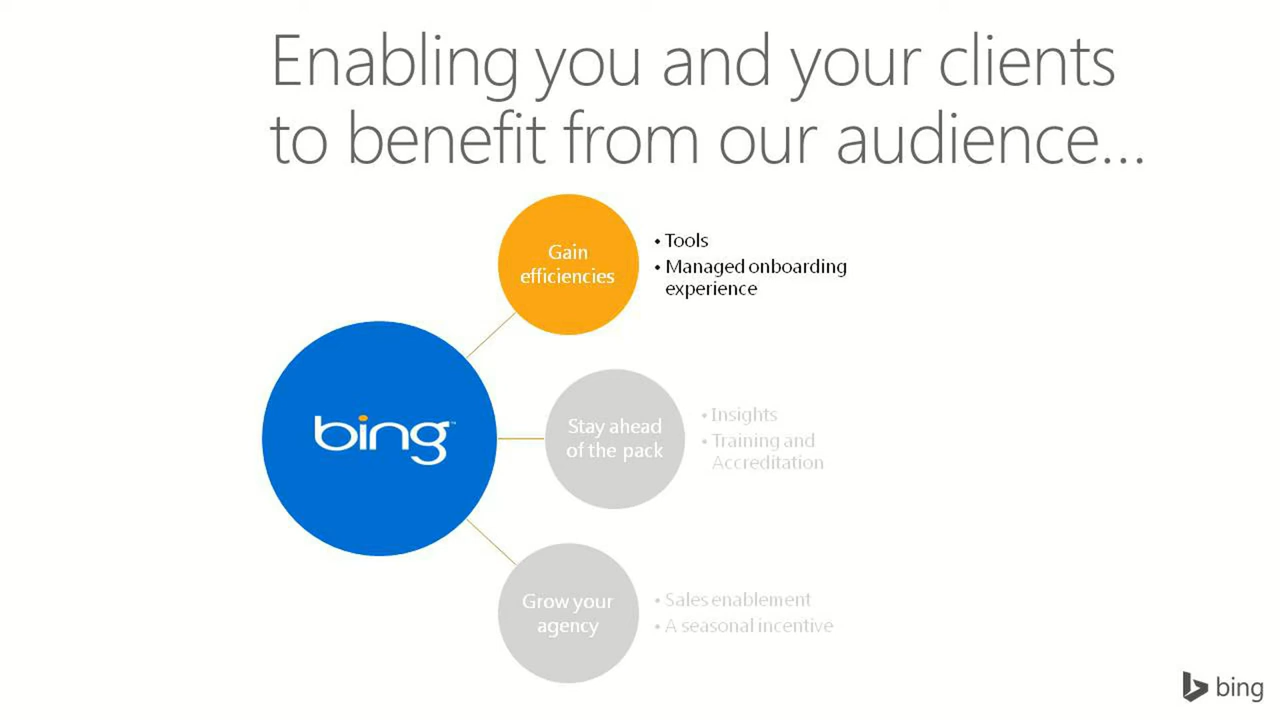 Enabling you and your clients
to benefit from our audience...
Gain
efficiencies
• Tools
• Managed onboarding
experience
bing™
Stay ahead
of the pack
• Insights
• Training and
Accreditation
Grow your
agency
• Sales enablement
• A seasonal incentive
bing